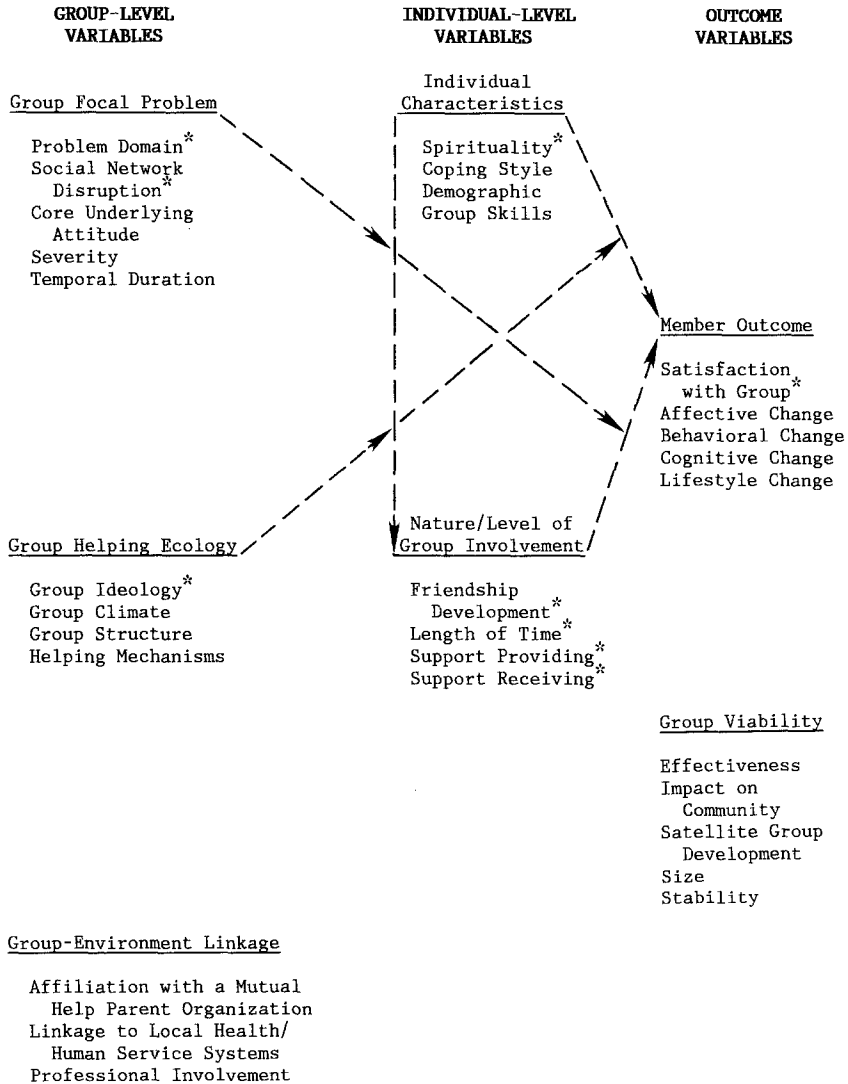 GROUP-LEVEL
VARIABLES
Group Focal Problem
Problem Domain*
Social Network
Disruption*
Core Underlying
Attitude
Severity
Temporal Duration
Group Helping Ecology
Group Ideology*
Group Climate
Group Structure
Helping Mechanisms
Group-Environment Linkage
Affiliation with a Mutual
Help Parent Organization
Linkage to Local Health/
Human Service Systems
Professional Involvement
INDIVIDUAL-LEVEL
VARIABLES
Individual
Characteristics
Spirituality*
Coping Style
Demographic
Group Skills
Nature/Level of
Group Involvement
Friendship
Development*
Length of Time*
Support Providing*
Support Receiving*
OUTCOME
VARIABLES
Member Outcome
Satisfaction
with Group*
Affective Change
Behavioral Change
Cognitive Change
Lifestyle Change
Group Viability
Effectiveness
Impact on
Community
Satellite Group
Development
Size
Stability